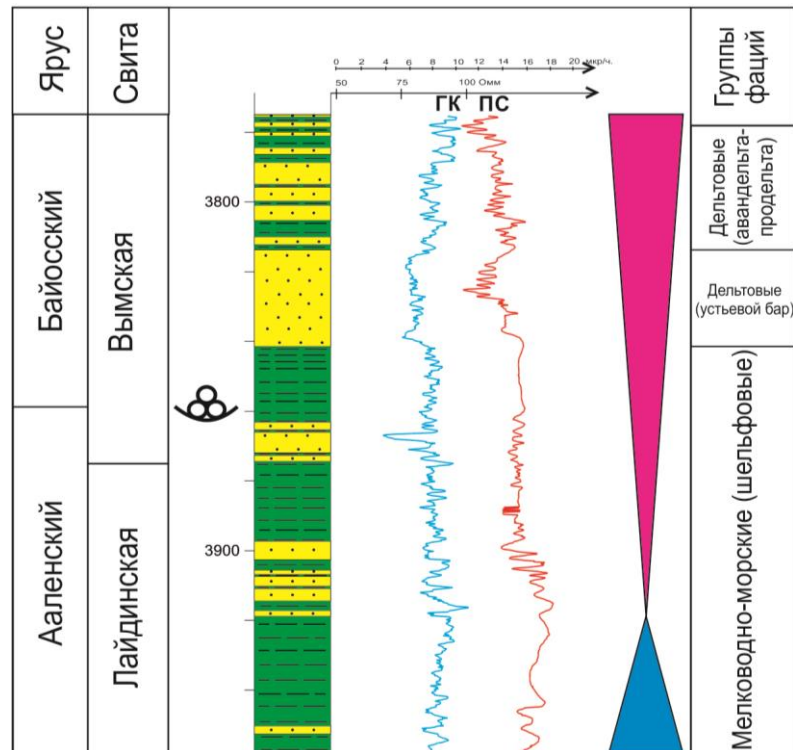 Ярус
Свита
Группы
фаций
0 2 4 6 8 10 12 14 16 18 20 мкр/ч.
50 75 100 Омм
ГК ПС
Байосский
Ааленский
Вымская
Лайдинская
3800
3900
Дельтовые
(авандельта-
продельта)
Дельтовые
(устьевой бар)
Мелководно-морские (шельфовые)